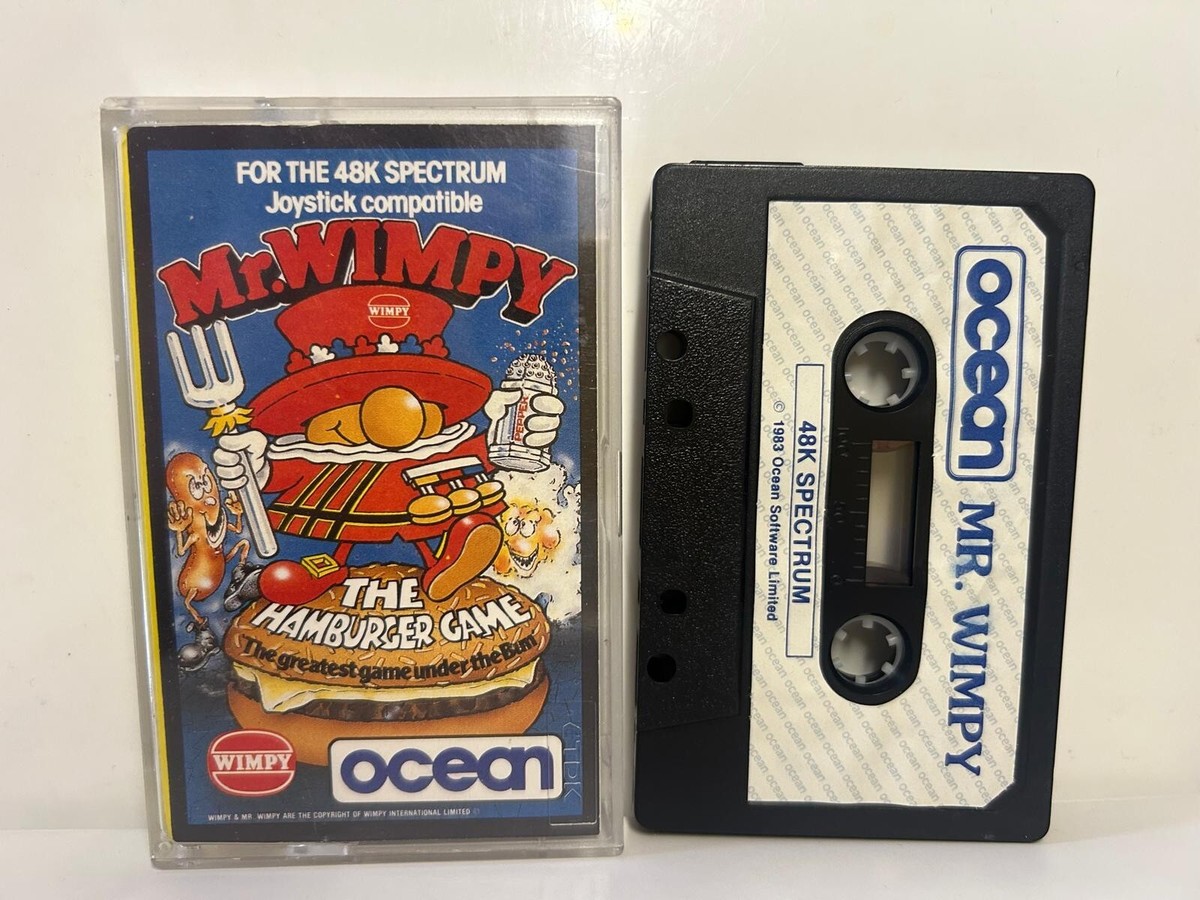 FOR THE 48K SPECTRUM
Joystick compatible
Mr. WIMPY
WIMPY
PEPPER
THE
HAMBURGER GAME
'The greatest game under the Bun'
WIMPY
ocean
WIMPY & MR. WIMPY ARE THE COPYRIGHT OF WIMPY INTERNATIONAL LIMITED
ocean MR. WIMPY
48K SPECTRUM
© 1983 Ocean Software Limited